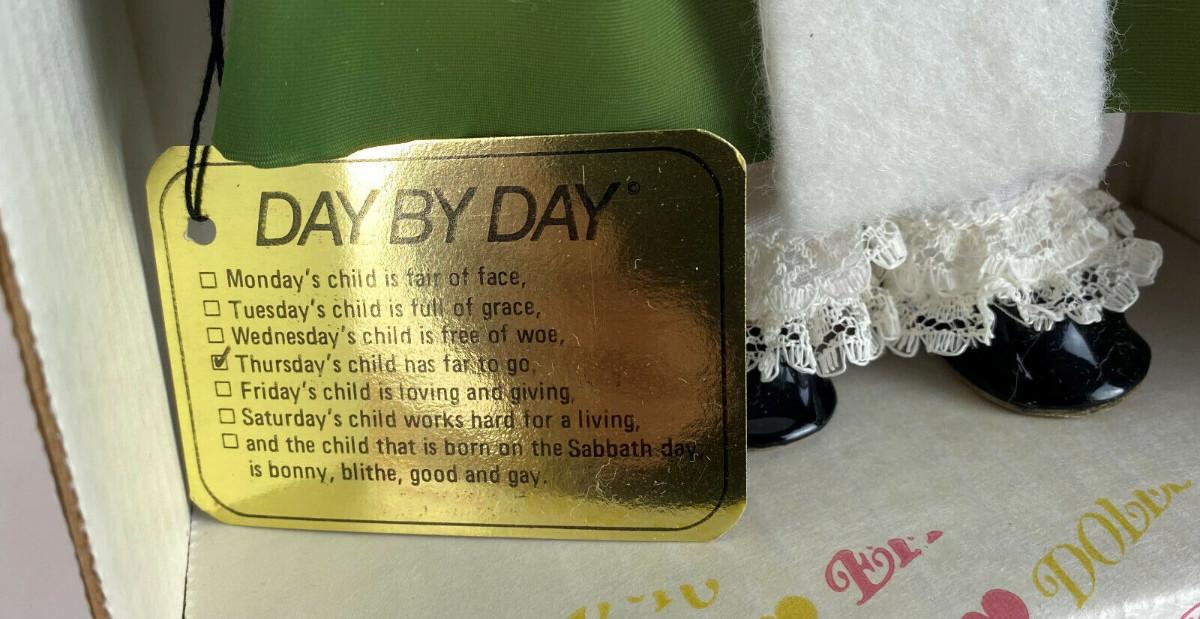 DAY BY DAY©
☐ Monday's child is fair of face,
☐ Tuesday's child is full of grace,
☐ Wednesday's child is free of woe,
☑ Thursday's child has far to go,
☐ Friday's child is loving and giving,
☐ Saturday's child works hard for a living,
☐ and the child that is born on the Sabbath day,
is bonny, blithe, good and gay.